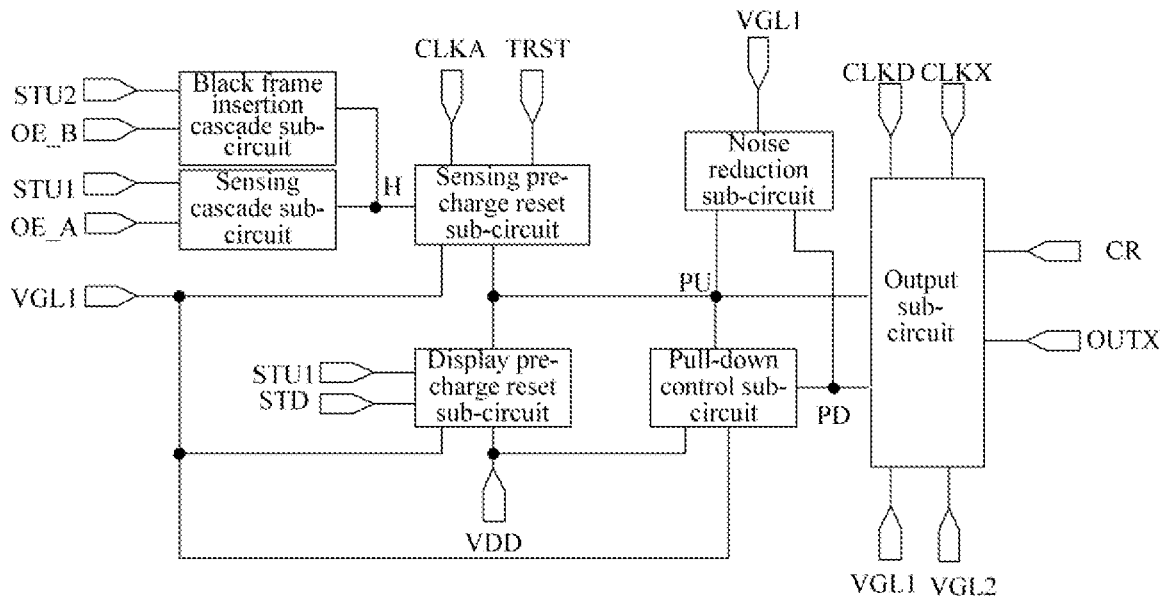 VGL1
CLKA TRST
CLKD CLKX
STU2
OE_B
Black frame
insertion
cascade sub-
circuit
STU1
OE_A
Sensing
cascade sub-
circuit
H
Sensing pre-
charge reset
sub-circuit
Noise
reduction
sub-circuit
VGL1
PU
Output
sub-
circuit
CR
OUTX
STU1
STD
Display pre-
charge reset
sub-circuit
Pull-down
control sub-
circuit
PD
VDD
VGL1 VGL2